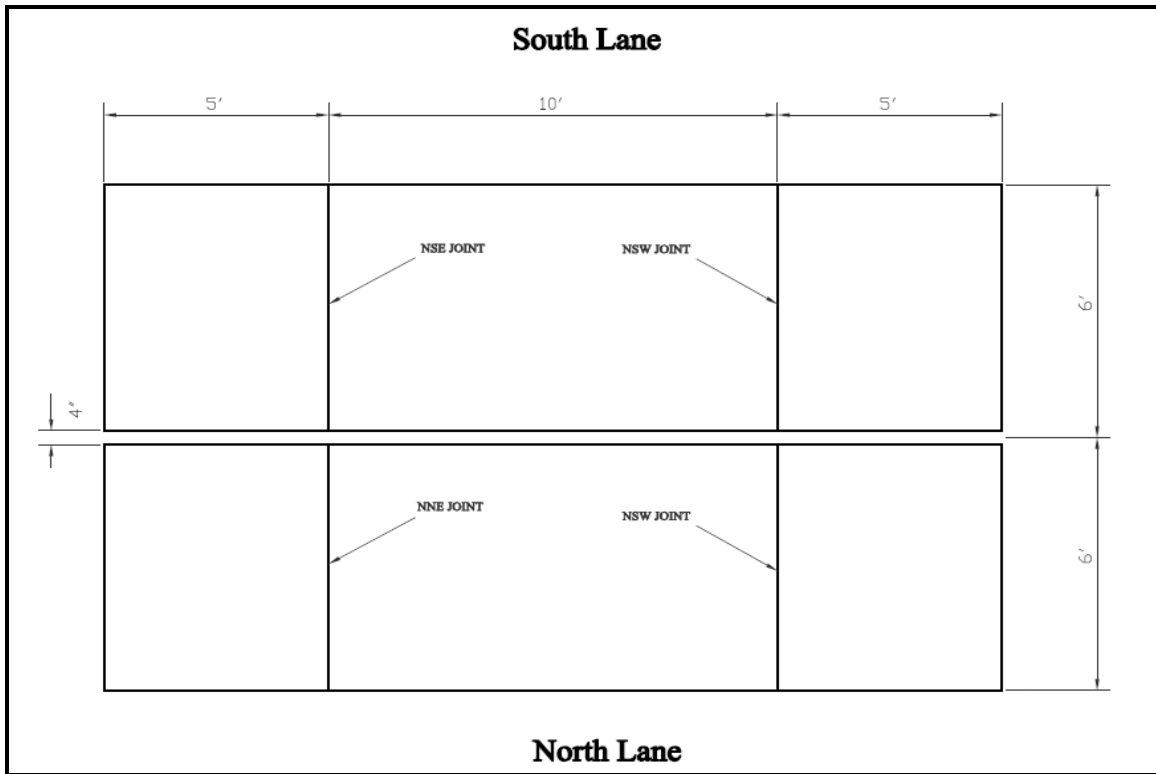 South Lane
5′
10′
5′
NSE JOINT
NSW JOINT
6′
4″
NNE JOINT
NSW JOINT
6′
North Lane